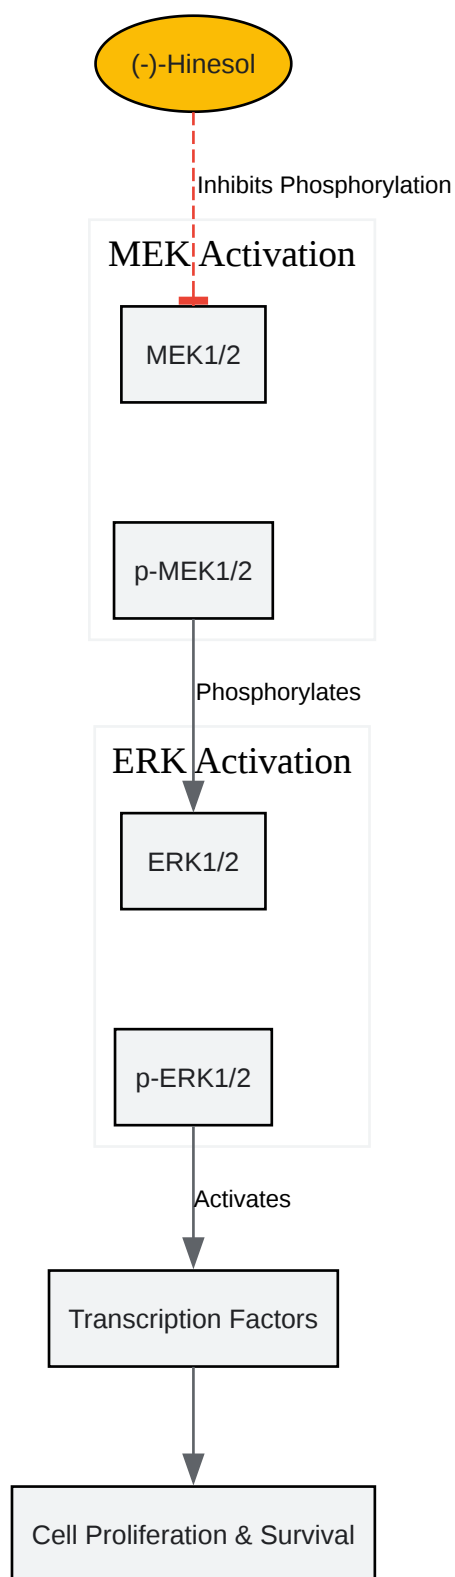 (-)-Hinesol
Inhibits Phosphorylation
MEK Activation
MEK1/2
p-MEK1/2
Phosphorylates
ERK Activation
ERK1/2
p-ERK1/2
Activates
Transcription Factors
Cell Proliferation & Survival